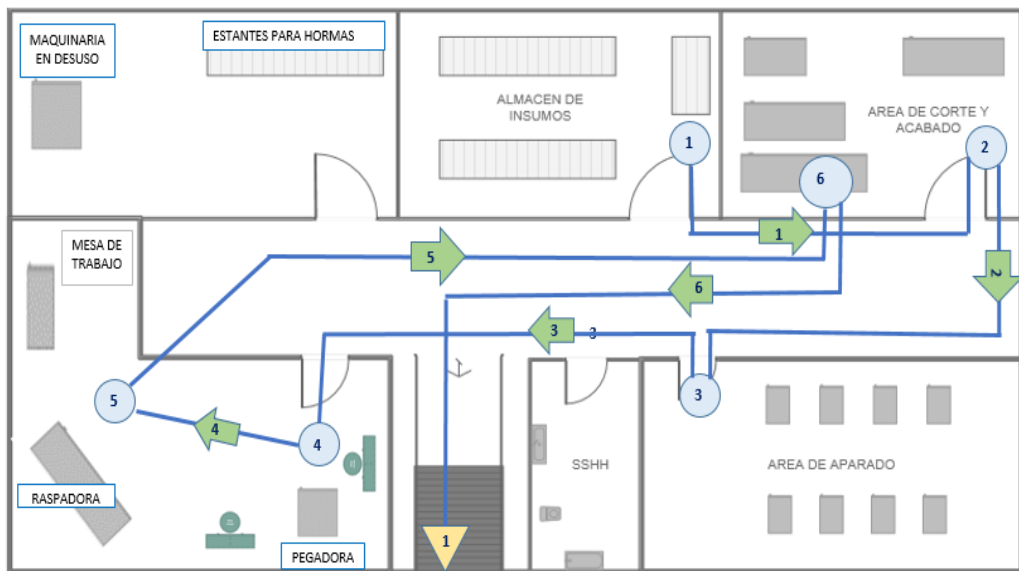 MAQUINARIA
EN DESUSO
ESTANTES PARA HORMAS
ALMACEN DE
INSUMOS
AREA DE CORTE Y
ACABADO
1
2
6
1
MESA DE
TRABAJO
5
2
6
3
3
3
5
4
4
SSHH
AREA DE APARADO
RASPADORA
PEGADORA
1